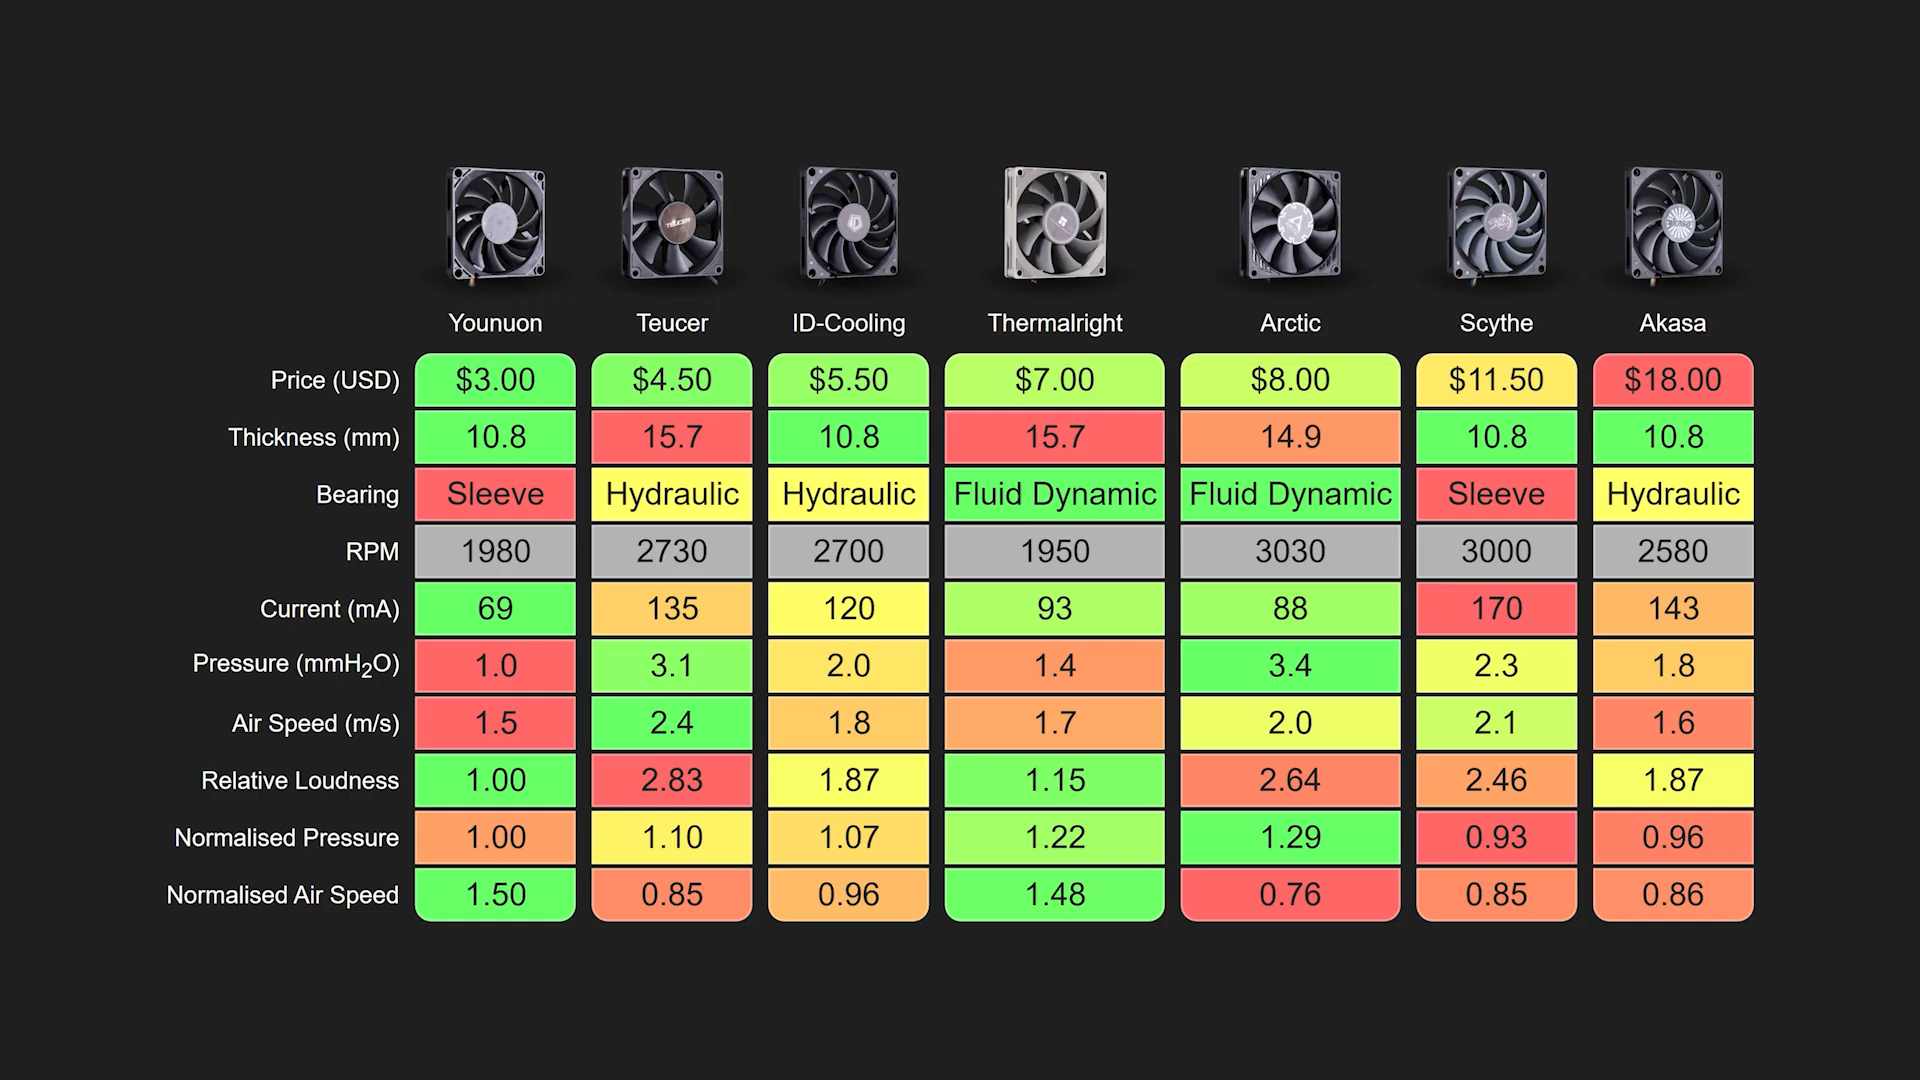 TEUCER
Younuon Teucer ID-Cooling Thermalright Arctic Scythe Akasa
Price (USD) $3.00 $4.50 $5.50 $7.00 $8.00 $11.50 $18.00
Thickness (mm) 10.8 15.7 10.8 15.7 14.9 10.8 10.8
Bearing Sleeve Hydraulic Hydraulic Fluid Dynamic Fluid Dynamic Sleeve Hydraulic
RPM 1980 2730 2700 1950 3030 3000 2580
Current (mA) 69 135 120 93 88 170 143
Pressure (mmH₂O) 1.0 3.1 2.0 1.4 3.4 2.3 1.8
Air Speed (m/s) 1.5 2.4 1.8 1.7 2.0 2.1 1.6
Relative Loudness 1.00 2.83 1.87 1.15 2.64 2.46 1.87
Normalised Pressure 1.00 1.10 1.07 1.22 1.29 0.93 0.96
Normalised Air Speed 1.50 0.85 0.96 1.48 0.76 0.85 0.86